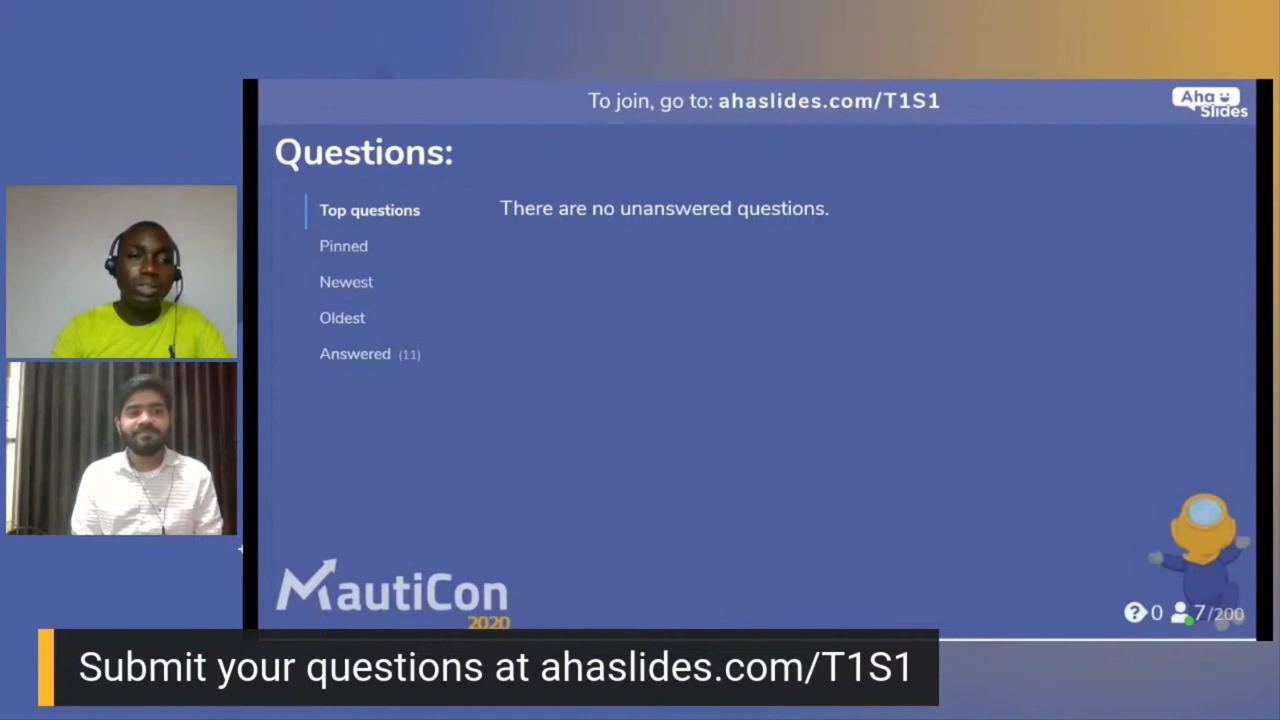 To join, go to: ahaslides.com/T1S1
Aha
Slides
Questions:
Top questions
There are no unanswered questions.
Pinned
Newest
Oldest
Answered (11)
MautiCon
2020
? 0 7/200
Submit your questions at ahaslides.com/T1S1